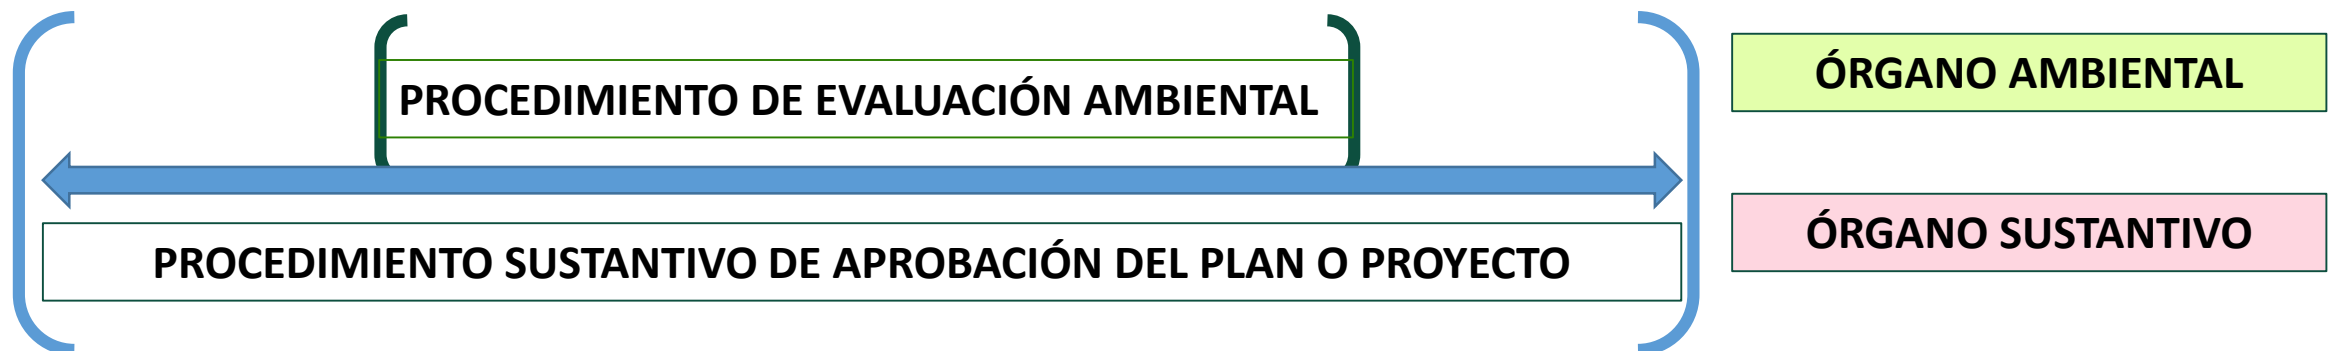 PROCEDIMIENTO DE EVALUACIÓN AMBIENTAL
PROCEDIMIENTO SUSTANTIVO DE APROBACIÓN DEL PLAN O PROYECTO
ÓRGANO AMBIENTAL
ÓRGANO SUSTANTIVO